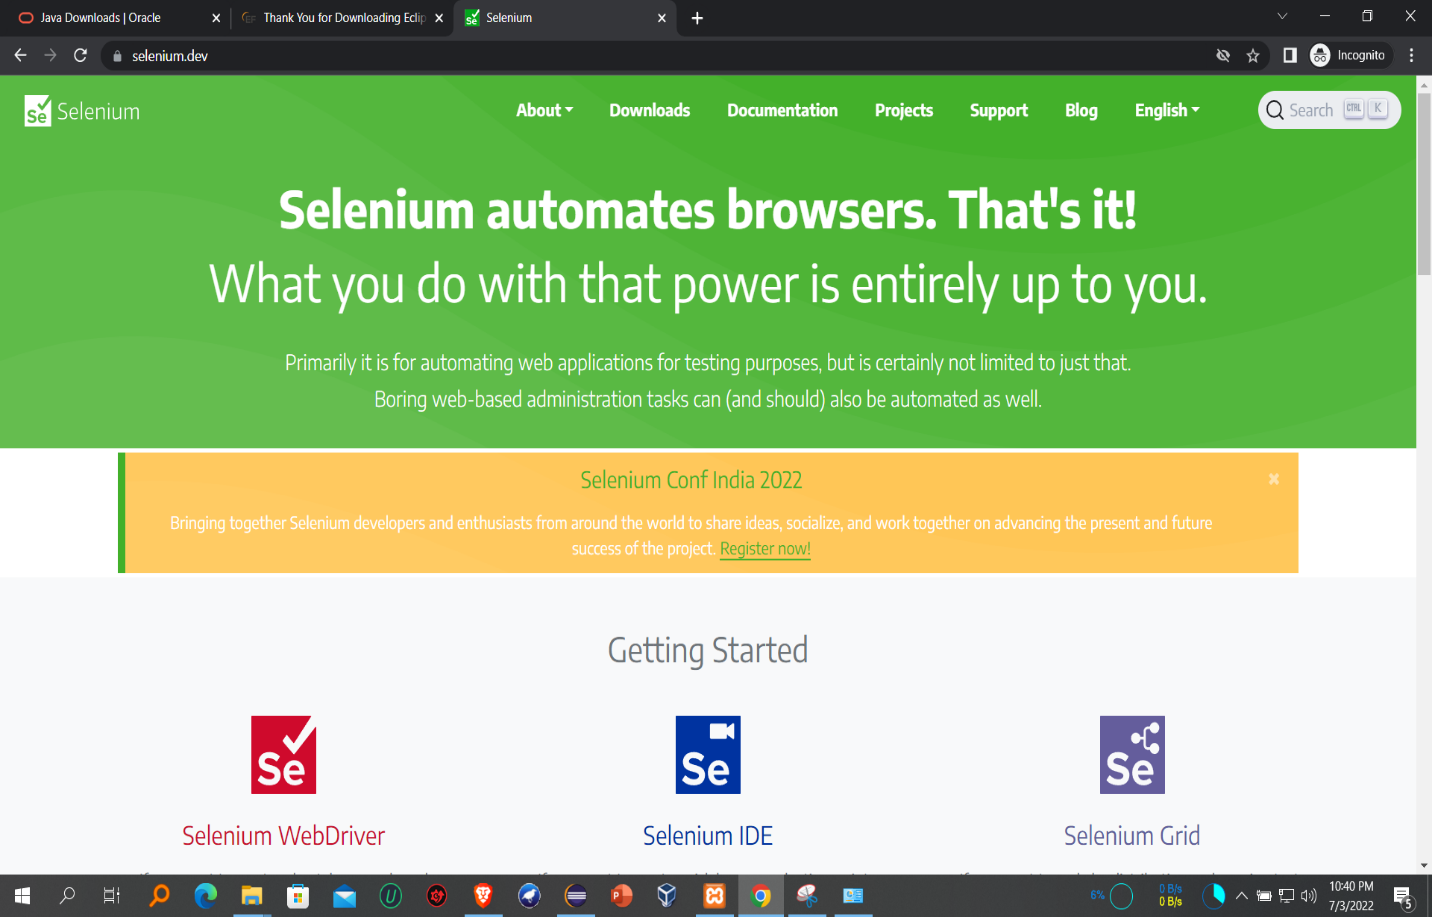 Java Downloads | Oracle
Thank You for Downloading Eclip
Selenium
selenium.dev
Incognito
Se Selenium
About
Downloads
Documentation
Projects
Support
Blog
English
Search CTRL K
Selenium automates browsers. That's it!
What you do with that power is entirely up to you.
Primarily it is for automating web applications for testing purposes, but is certainly not limited to just that.
Boring web-based administration tasks can (and should) also be automated as well.
Selenium Conf India 2022
Bringing together Selenium developers and enthusiasts from around the world to share ideas, socialize, and work together on advancing the present and future
success of the project. Register now!
Getting Started
Se
Se
Se
Selenium WebDriver
Selenium IDE
Selenium Grid
6%
0 B/s
0 B/s
10:40 PM
7/3/2022
5